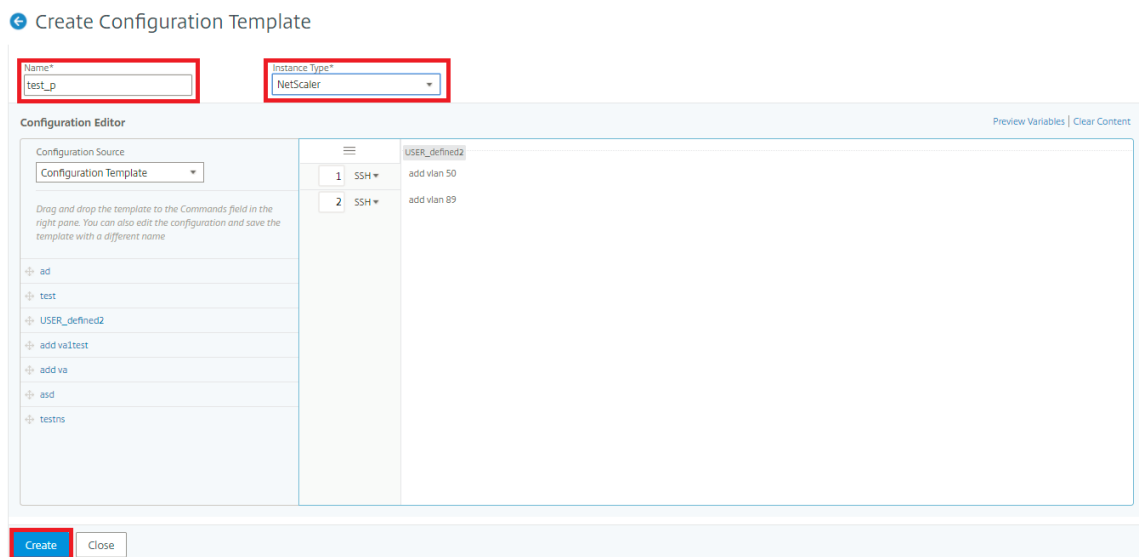 Create Configuration Template
Name*
Instance Type*
test_p
NetScaler
Configuration Editor
Preview Variables | Clear Content
Configuration Source
Configuration Template
Drag and drop the template to the Commands field in the
right pane. You can also edit the configuration and save the
template with a different name
ad
test
USER_defined2
add va1test
add va
asd
testns
USER_defined2
1 SSH add vlan 50
2 SSH add vlan 89
Create
Close